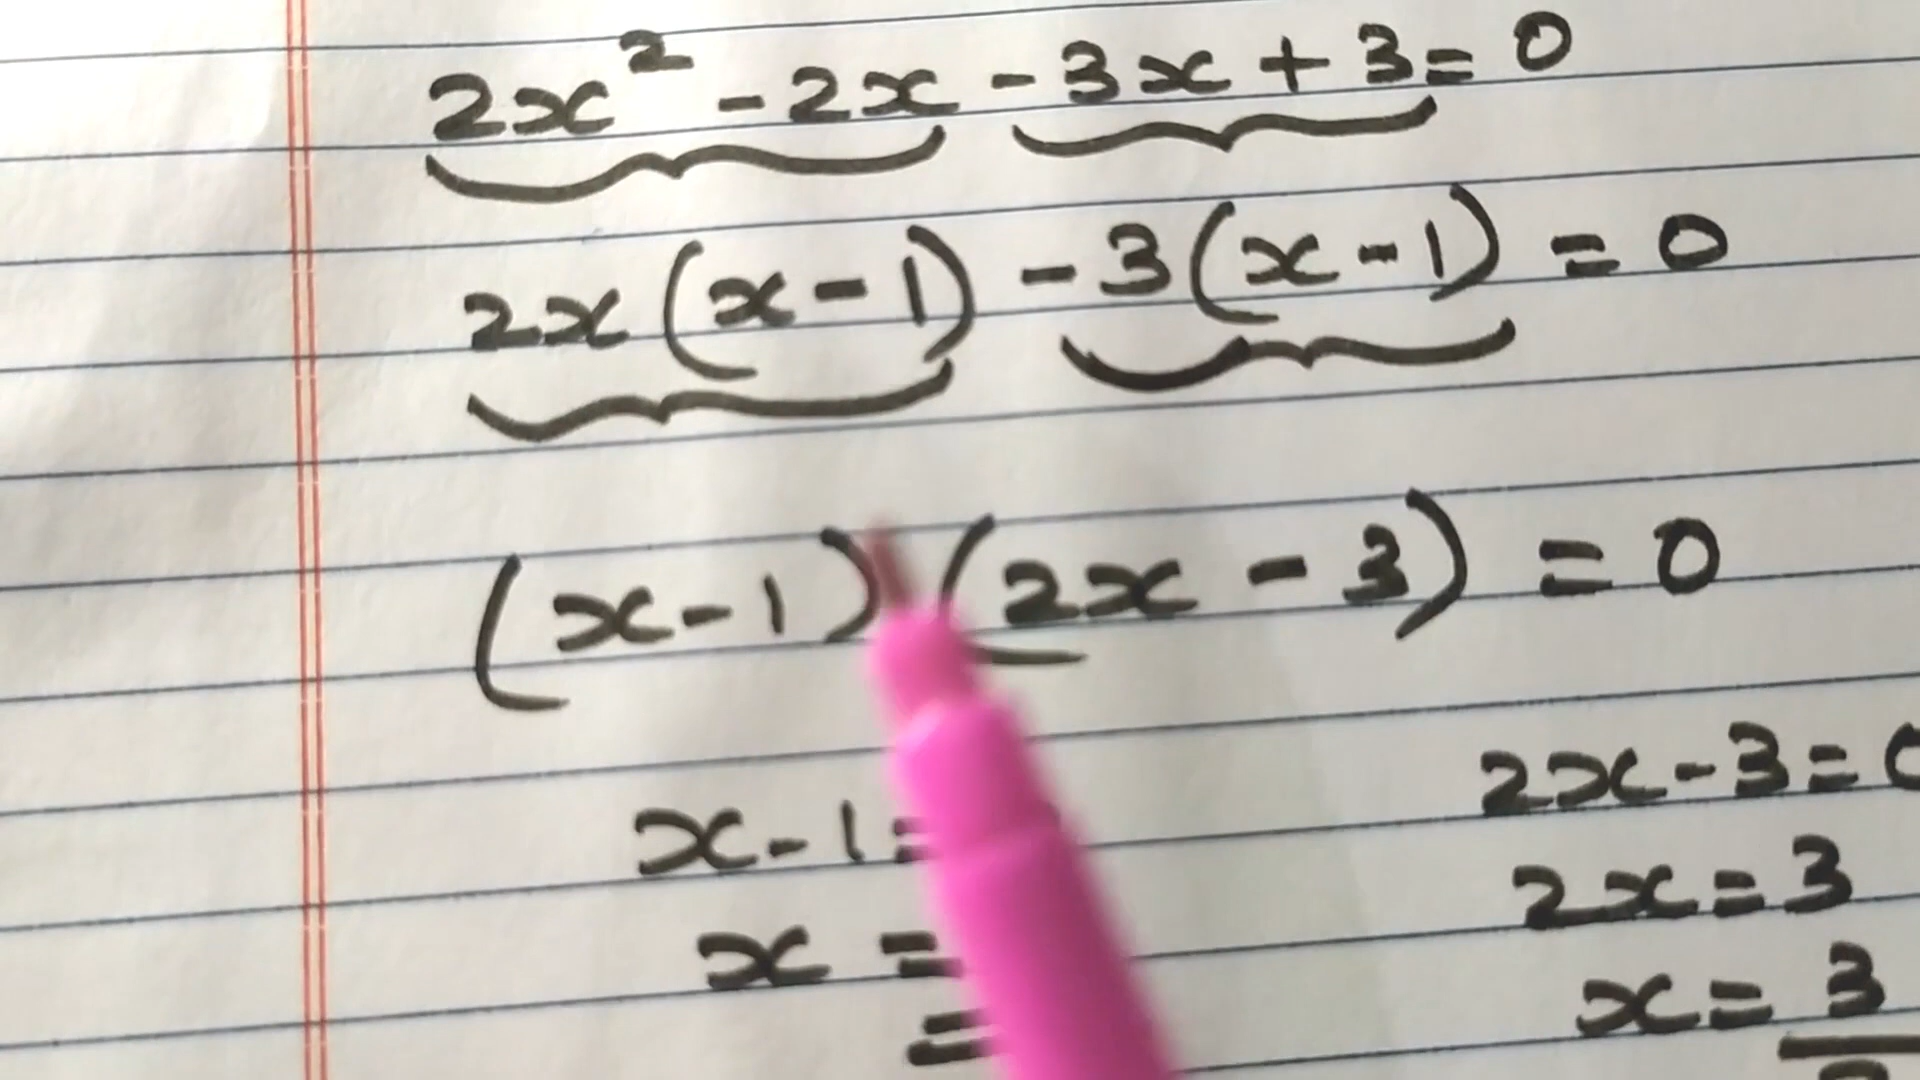 2x² - 2x - 3x + 3 = 0
2x(x - 1) - 3(x - 1) = 0
(x - 1)(2x - 3) = 0
x - 1 =
x =
2x - 3 = 0
2x = 3
x = 3